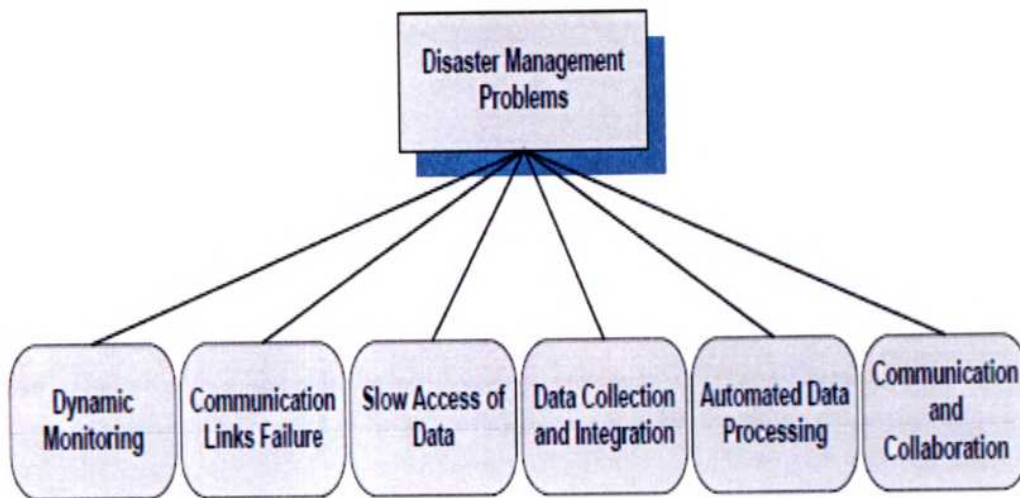 Disaster Management
Problems
Dynamic
Monitoring
Communication
Links Failure
Slow Access of
Data
Data Collection
and Integration
Automated Data
Processing
Communication
and
Collaboration